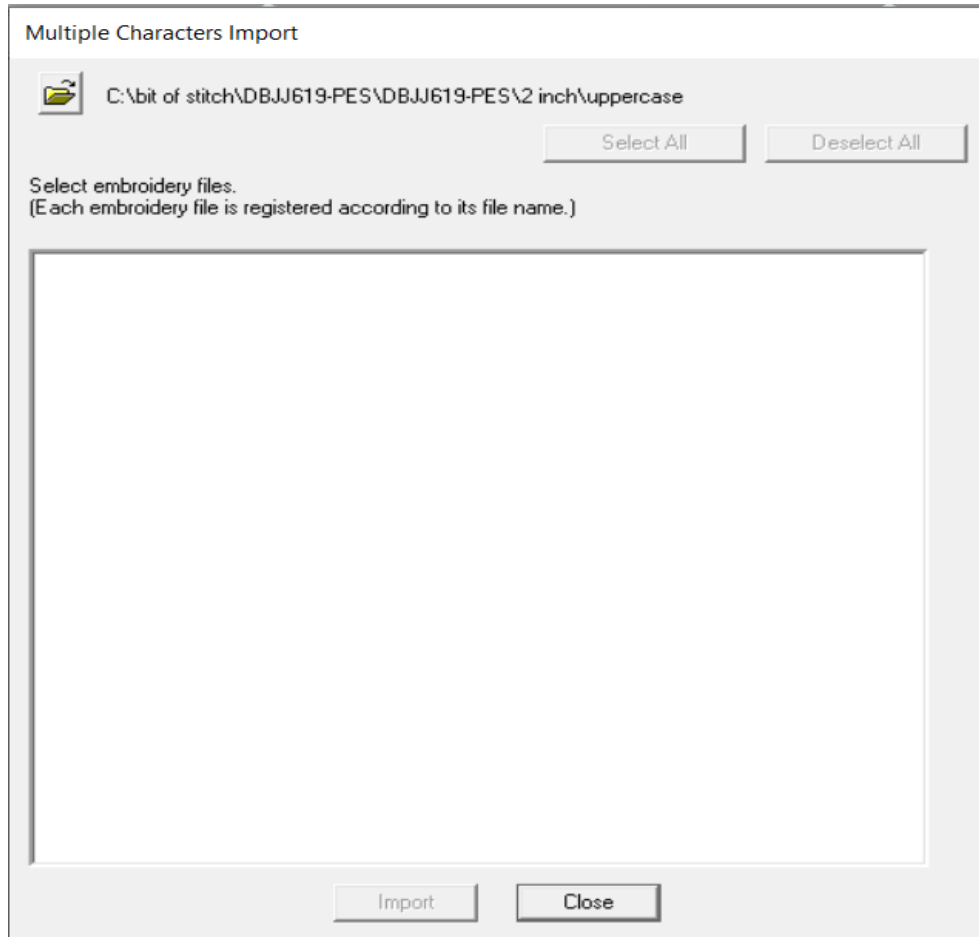 Multiple Characters Import
C:\bit of stitch\DBJJ619-PES\DBJJ619-PES\2 inch\uppercase
Select All
Deselect All
Select embroidery files.
(Each embroidery file is registered according to its file name.)
Import
Close